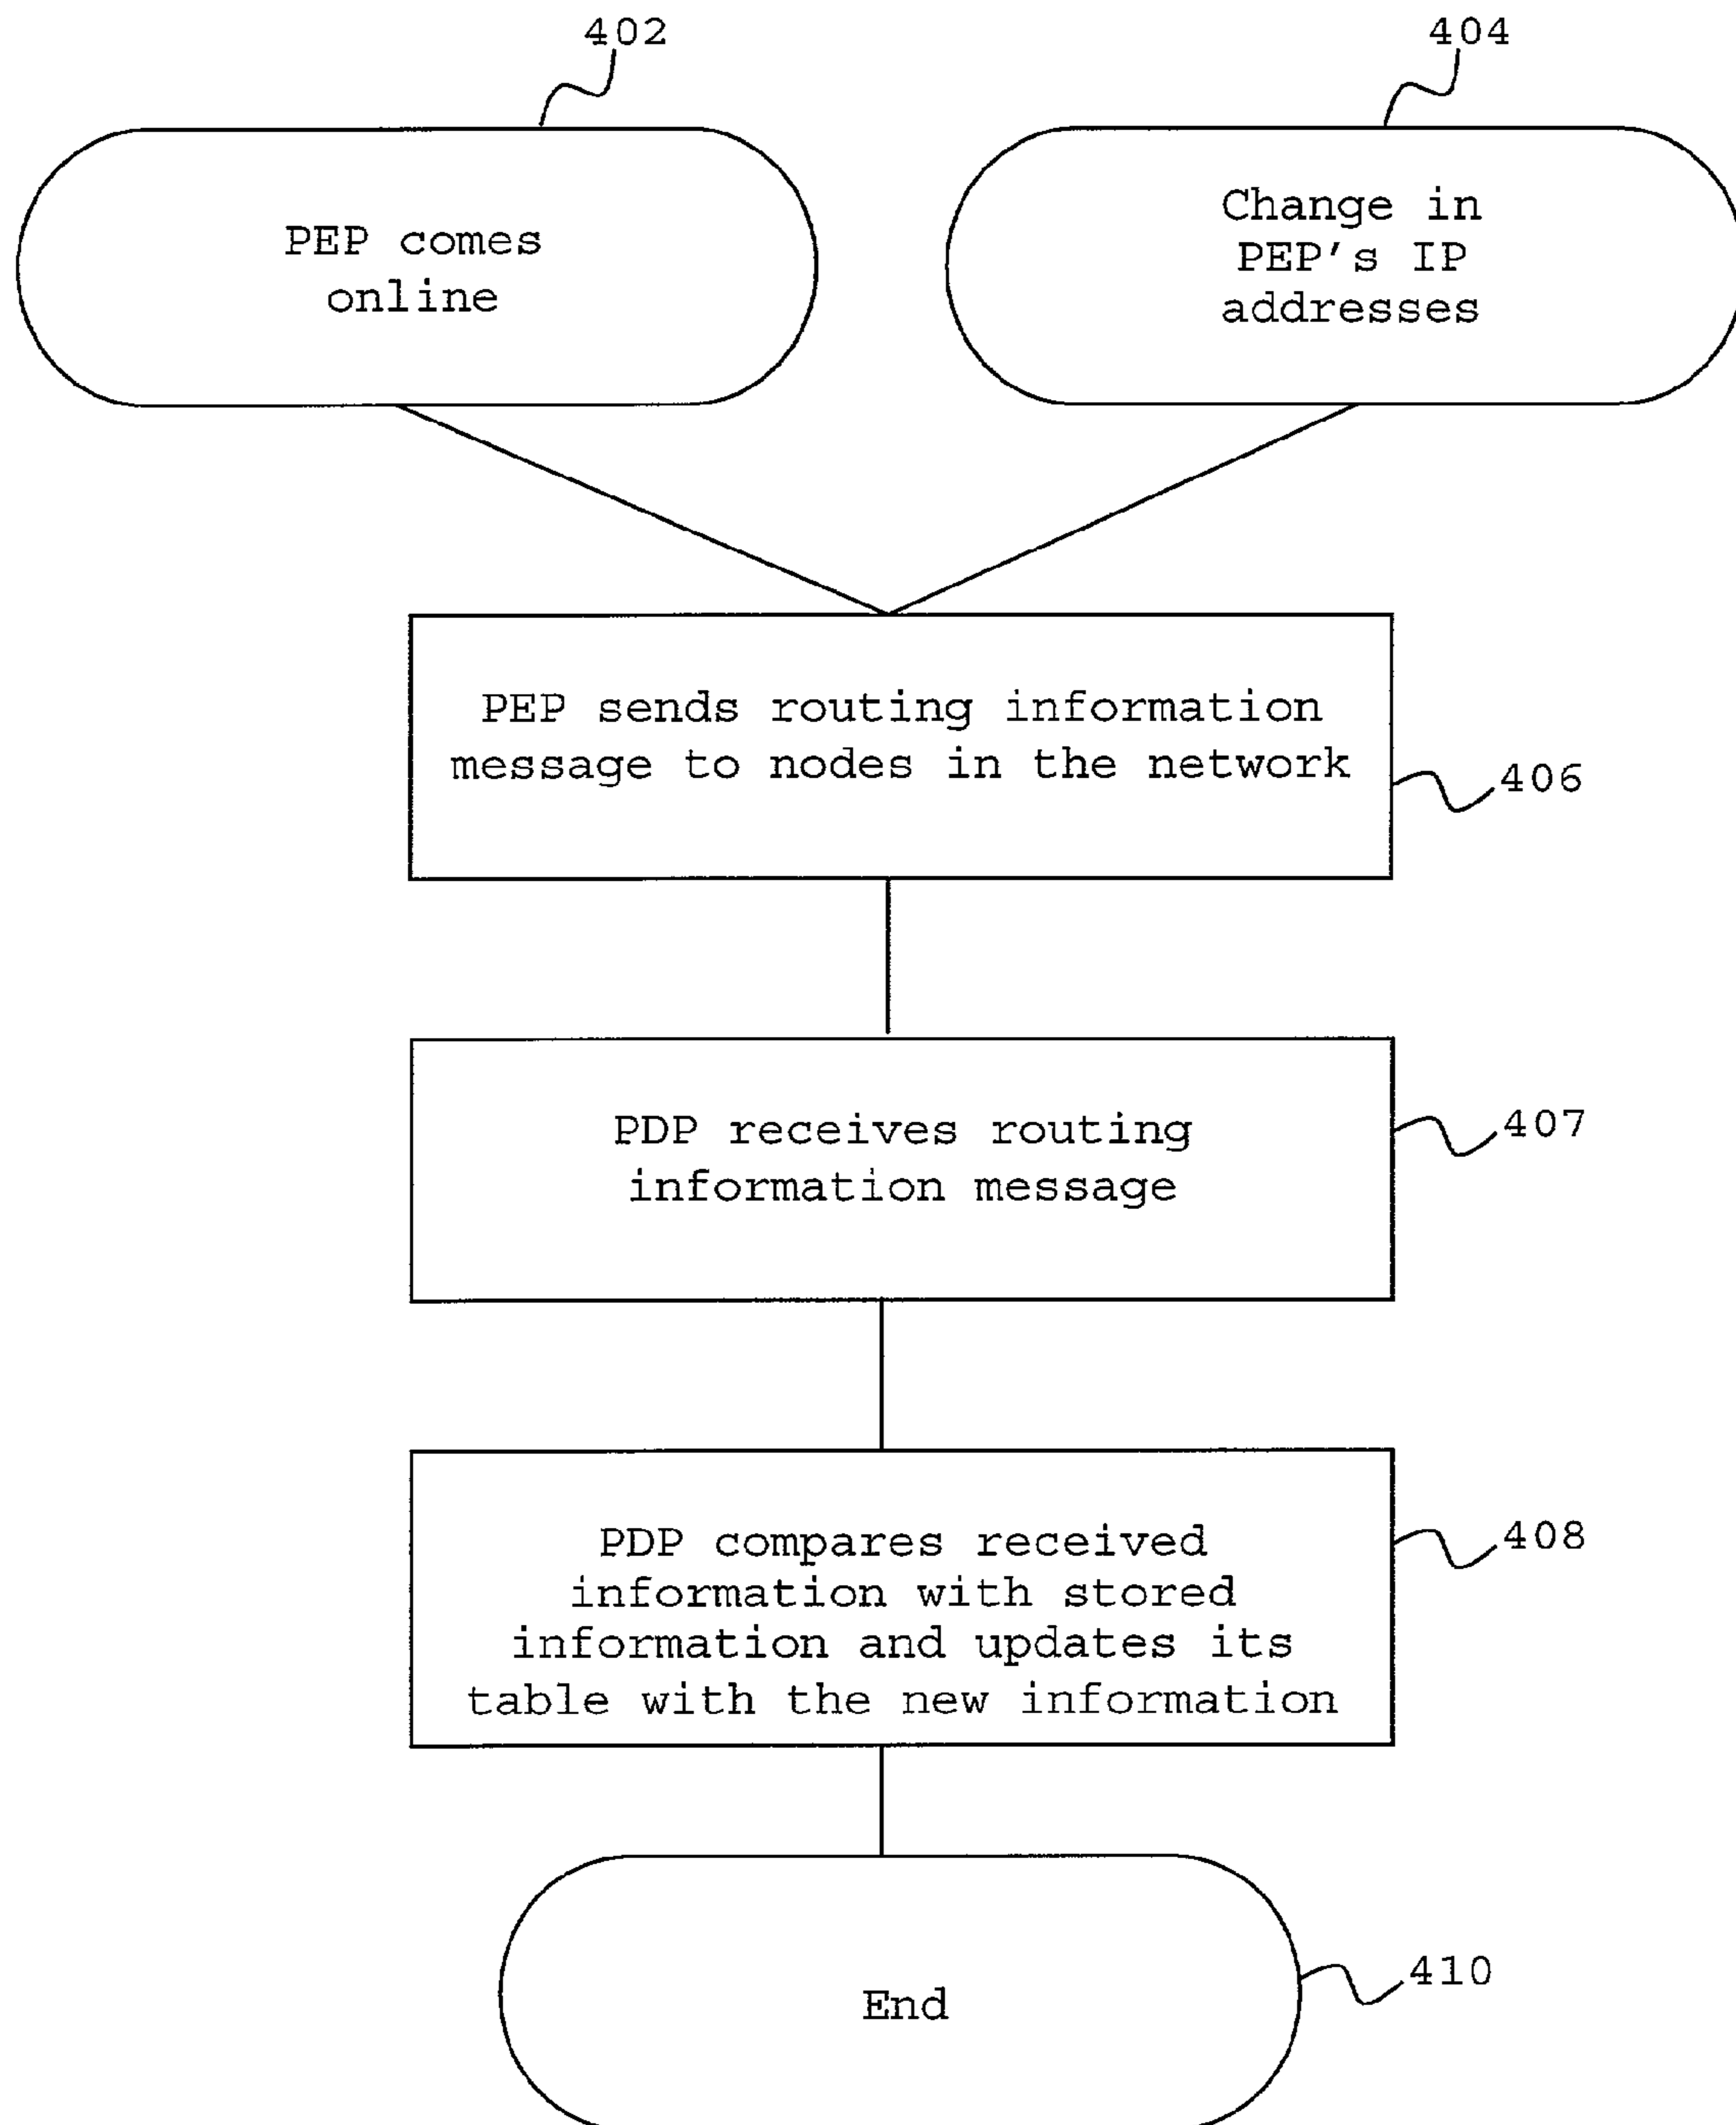 402
404
PEP comes
online
Change in
PEP's IP
addresses
PEP sends routing information
message to nodes in the network
406
PDP receives routing
information message
407
PDP compares received
information with stored
information and updates its
table with the new information
408
End
410